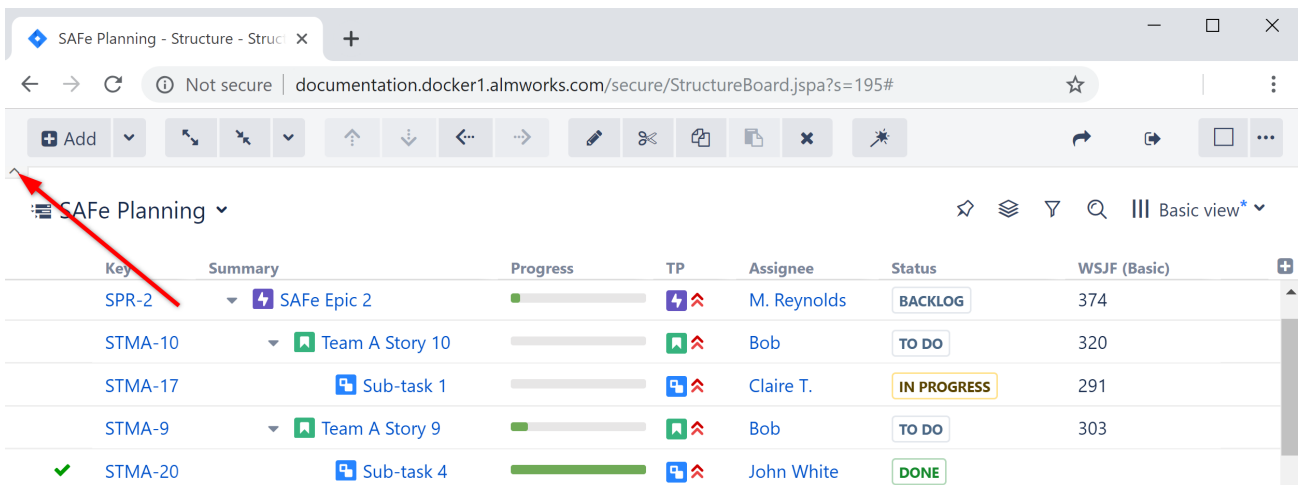 SAFe Planning - Structure - Struct
Not secure | documentation.docker1.almworks.com/secure/StructureBoard.jspa?s=195#
Add
SAFe Planning
Basic view*
Key Summary Progress TP Assignee Status WSJF (Basic)
SPR-2 SAFe Epic 2 M. Reynolds BACKLOG 374
STMA-10 Team A Story 10 Bob TO DO 320
STMA-17 Sub-task 1 Claire T. IN PROGRESS 291
STMA-9 Team A Story 9 Bob TO DO 303
STMA-20 Sub-task 4 John White DONE